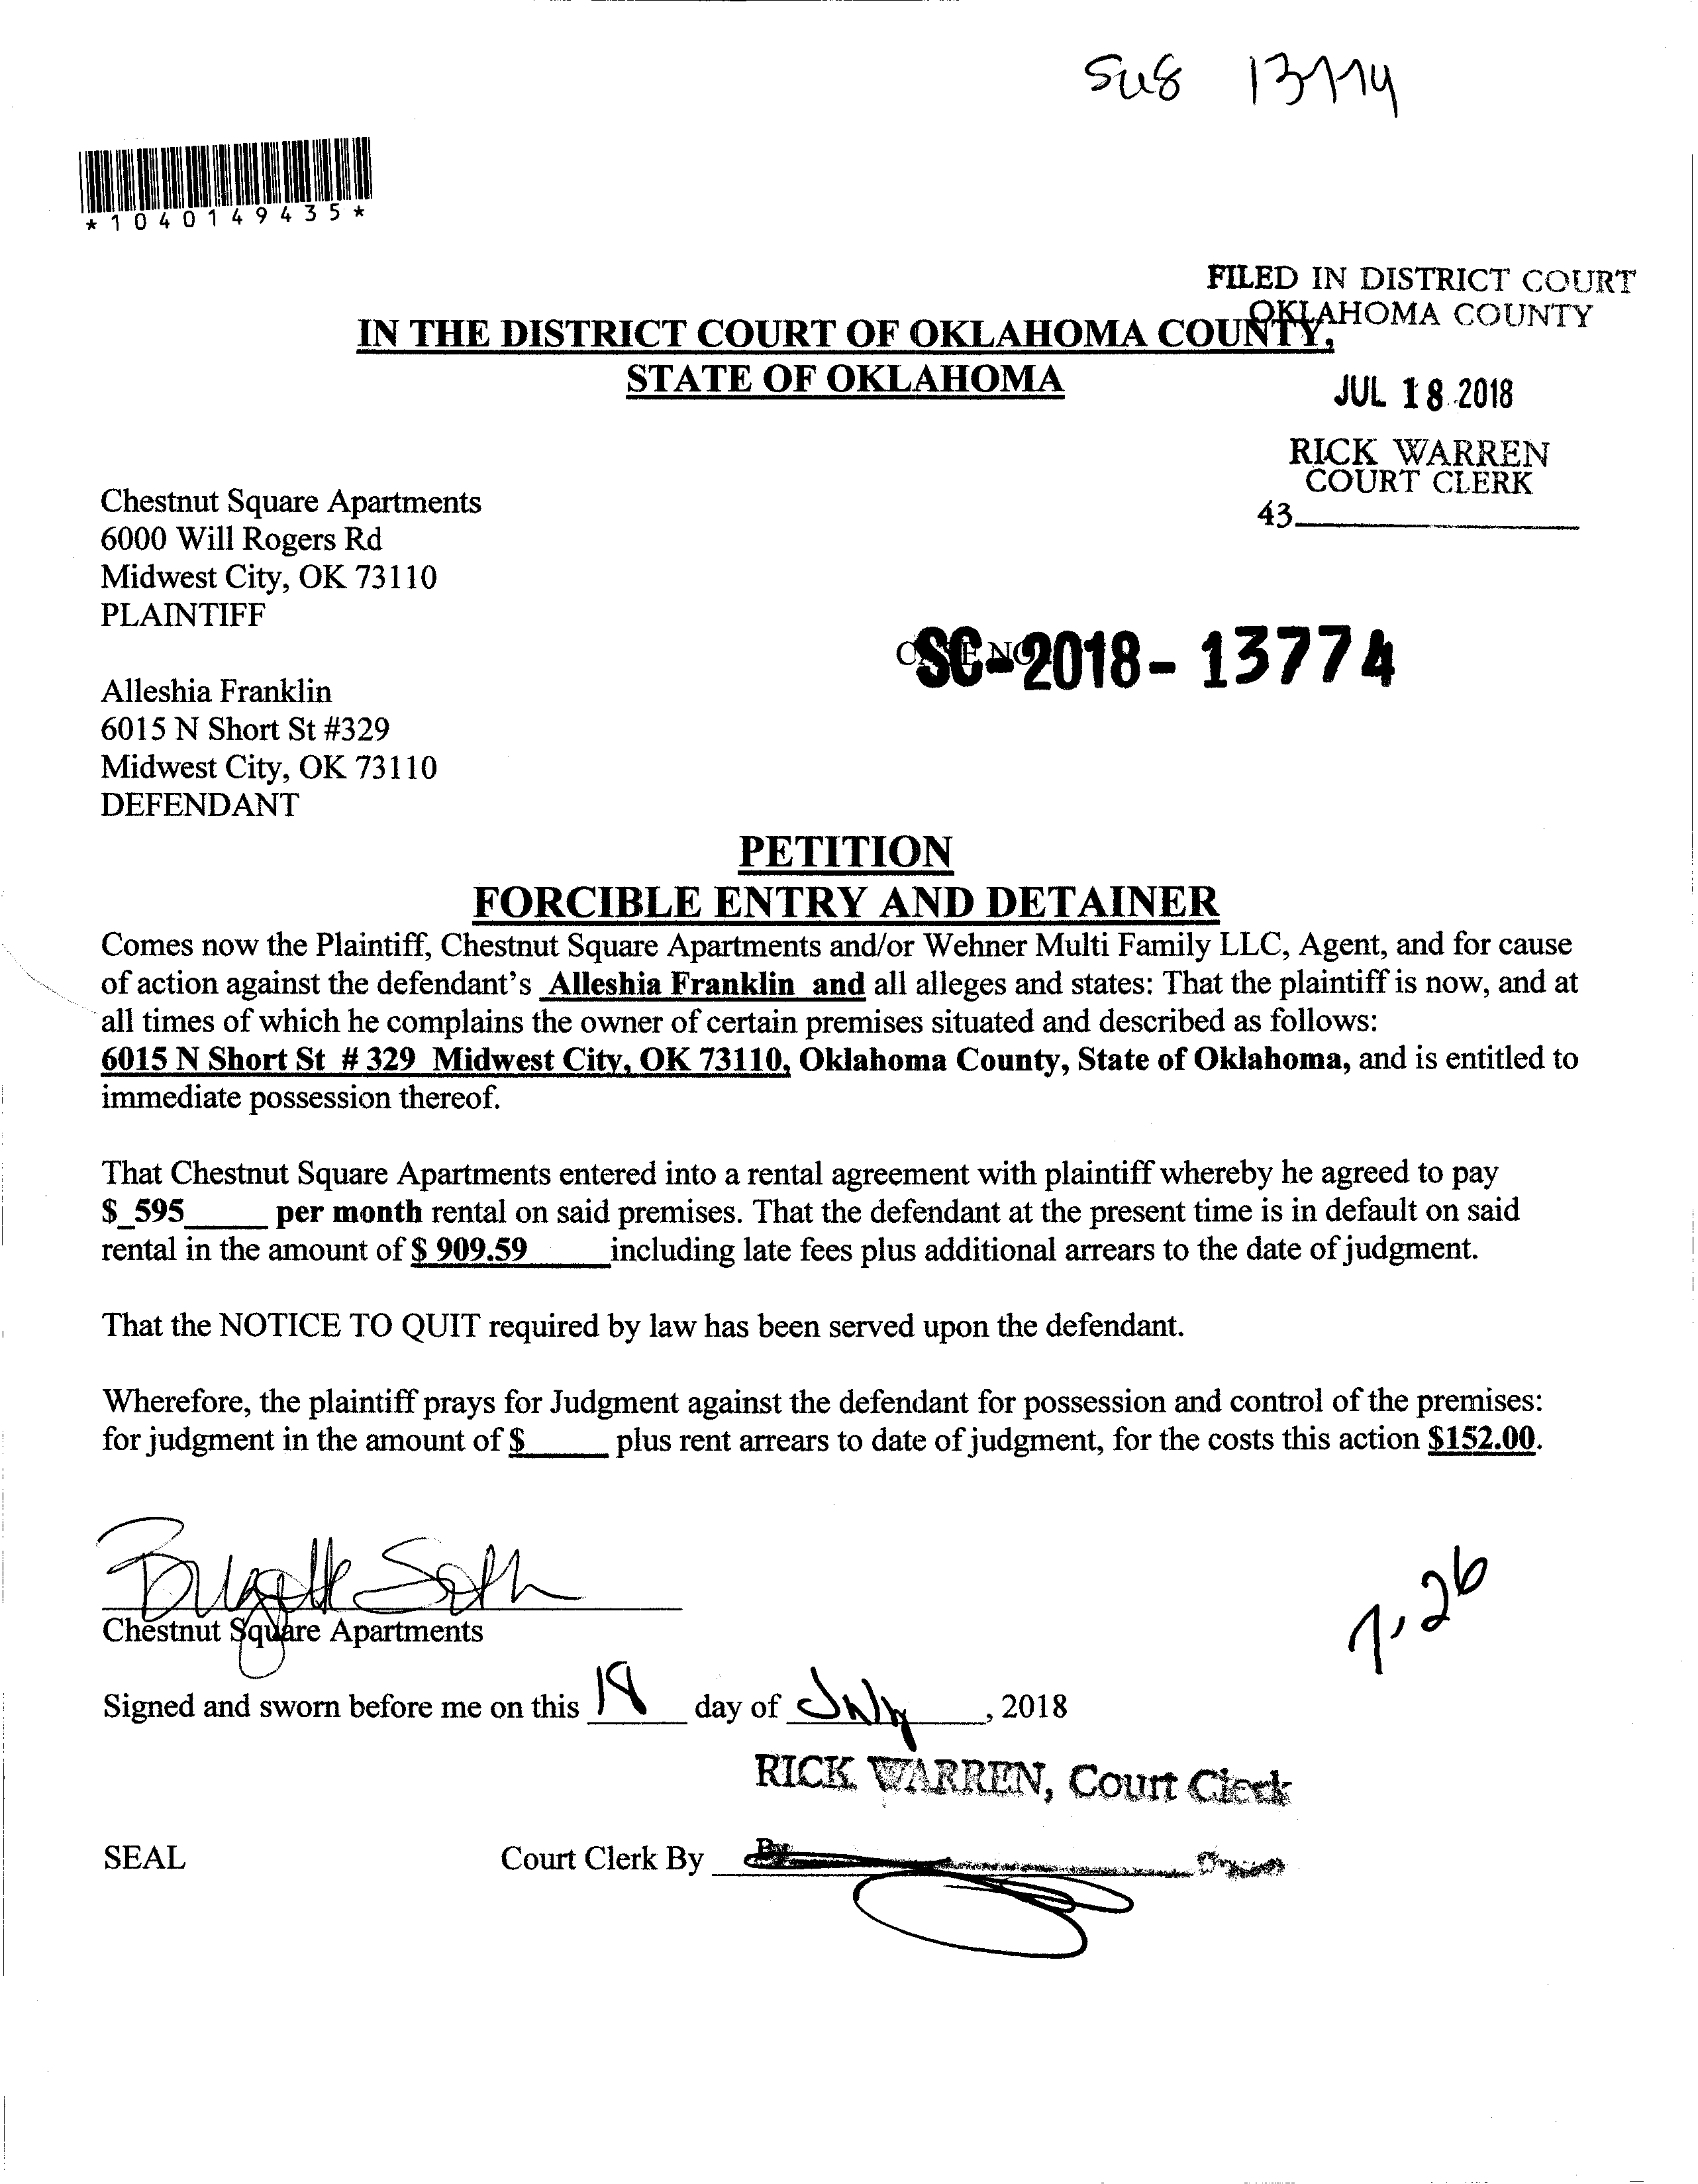 *1040149435*
FILED IN DISTRICT COURT
OKLAHOMA COUNTY
IN THE DISTRICT COURT OF OKLAHOMA COUNTY,
STATE OF OKLAHOMA
JUL 18 2018
RICK WARREN
COURT CLERK
43
Chestnut Square Apartments
6000 Will Rogers Rd
Midwest City, OK 73110
PLAINTIFF
CASE NO
SC-2018- 13774
Alleshia Franklin
6015 N Short St #329
Midwest City, OK 73110
DEFENDANT
PETITION
FORCIBLE ENTRY AND DETAINER
Comes now the Plaintiff, Chestnut Square Apartments and/or Wehner Multi Family LLC, Agent, and for cause
of action against the defendant's Alleshia Franklin and all alleges and states: That the plaintiff is now, and at
all times of which he complains the owner of certain premises situated and described as follows:
6015 N Short St # 329 Midwest City, OK 73110, Oklahoma County, State of Oklahoma, and is entitled to
immediate possession thereof.
That Chestnut Square Apartments entered into a rental agreement with plaintiff whereby he agreed to pay
$_595_____ per month rental on said premises. That the defendant at the present time is in default on said
rental in the amount of $ 909.59 _____including late fees plus additional arrears to the date of judgment.
That the NOTICE TO QUIT required by law has been served upon the defendant.
Wherefore, the plaintiff prays for Judgment against the defendant for possession and control of the premises:
for judgment in the amount of $_____ plus rent arrears to date of judgment, for the costs this action $152.00.
Chestnut Square Apartments
7,26
Signed and sworn before me on this 18 day of July, 2018
RICK WARREN, Court Clerk
SEAL Court Clerk By
By